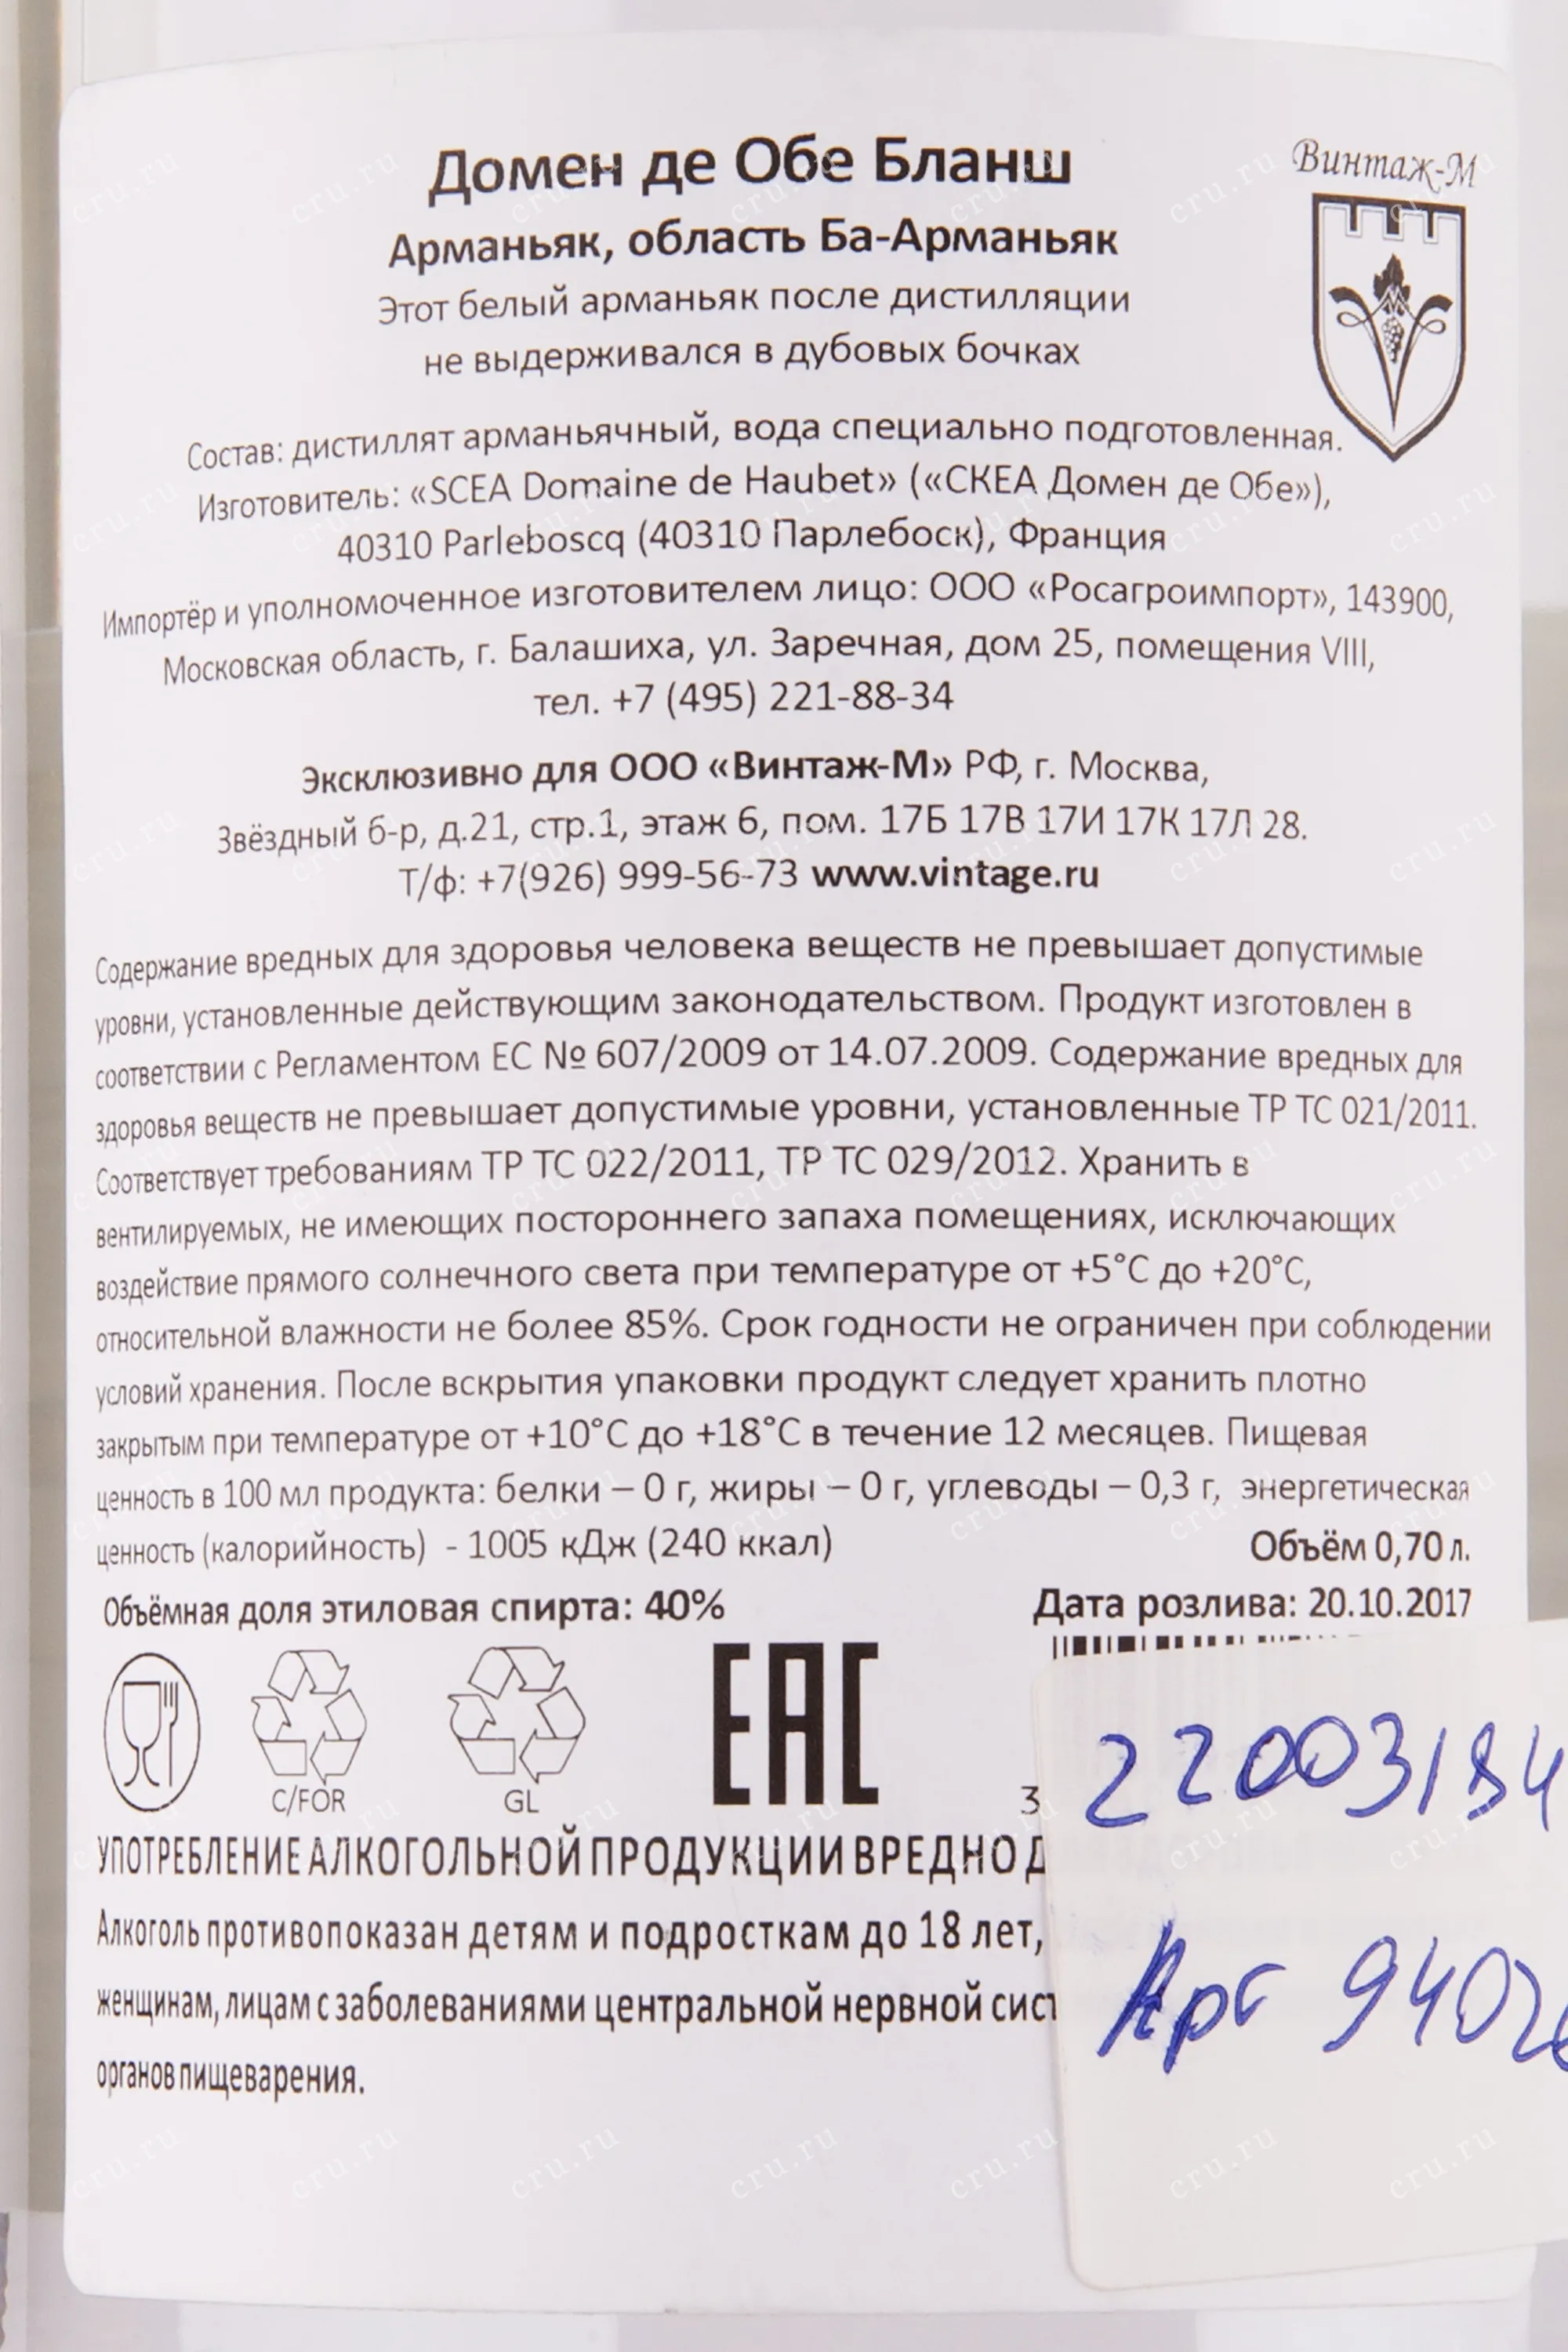 Домен де Обе Бланш
Винтаж-М
Арманьяк, область Ба-Арманьяк
Этот белый арманьяк после дистилляции
не выдерживался в дубовых бочках
Состав: дистиллят арманьячный, вода специально подготовленная.
Изготовитель: «SCEA Domaine de Haubet» («СКЕА Домен де Обе»),
40310 Parleboscq (40310 Парлебоск), Франция
Импортёр и уполномоченное изготовителем лицо: ООО «Росагроимпорт», 143900,
Московская область, г. Балашиха, ул. Заречная, дом 25, помещения VIII,
тел. +7 (495) 221-88-34
Эксклюзивно для ООО «Винтаж-М» РФ, г. Москва,
Звёздный б-р, д.21, стр.1, этаж 6, пом. 17Б 17В 17И 17К 17Л 28.
Т/ф: +7(926) 999-56-73 www.vintage.ru
Содержание вредных для здоровья человека веществ не превышает допустимые
уровни, установленные действующим законодательством. Продукт изготовлен в
соответствии с Регламентом ЕС № 607/2009 от 14.07.2009. Содержание вредных для
здоровья веществ не превышает допустимые уровни, установленные ТР ТС 021/2011.
Соответствует требованиям ТР ТС 022/2011, ТР ТС 029/2012. Хранить в
вентилируемых, не имеющих постороннего запаха помещениях, исключающих
воздействие прямого солнечного света при температуре от +5°С до +20°С,
относительной влажности не более 85%. Срок годности не ограничен при соблюдении
условий хранения. После вскрытия упаковки продукт следует хранить плотно
закрытым при температуре от +10°С до +18°С в течение 12 месяцев. Пищевая
ценность в 100 мл продукта: белки – 0 г, жиры – 0 г, углеводы – 0,3 г, энергетическая
ценность (калорийность) - 1005 кДж (240 ккал) Объём 0,70 л.
Объёмная доля этиловая спирта: 40% Дата розлива: 20.10.2017
C/FOR GL EAC 3
22003194
УПОТРЕБЛЕНИЕ АЛКОГОЛЬНОЙ ПРОДУКЦИИ ВРЕДНО Д
Алкоголь противопоказан детям и подросткам до 18 лет,
женщинам, лицам с заболеваниями центральной нервной сист
органов пищеварения.
Арт 9402
cru.ru